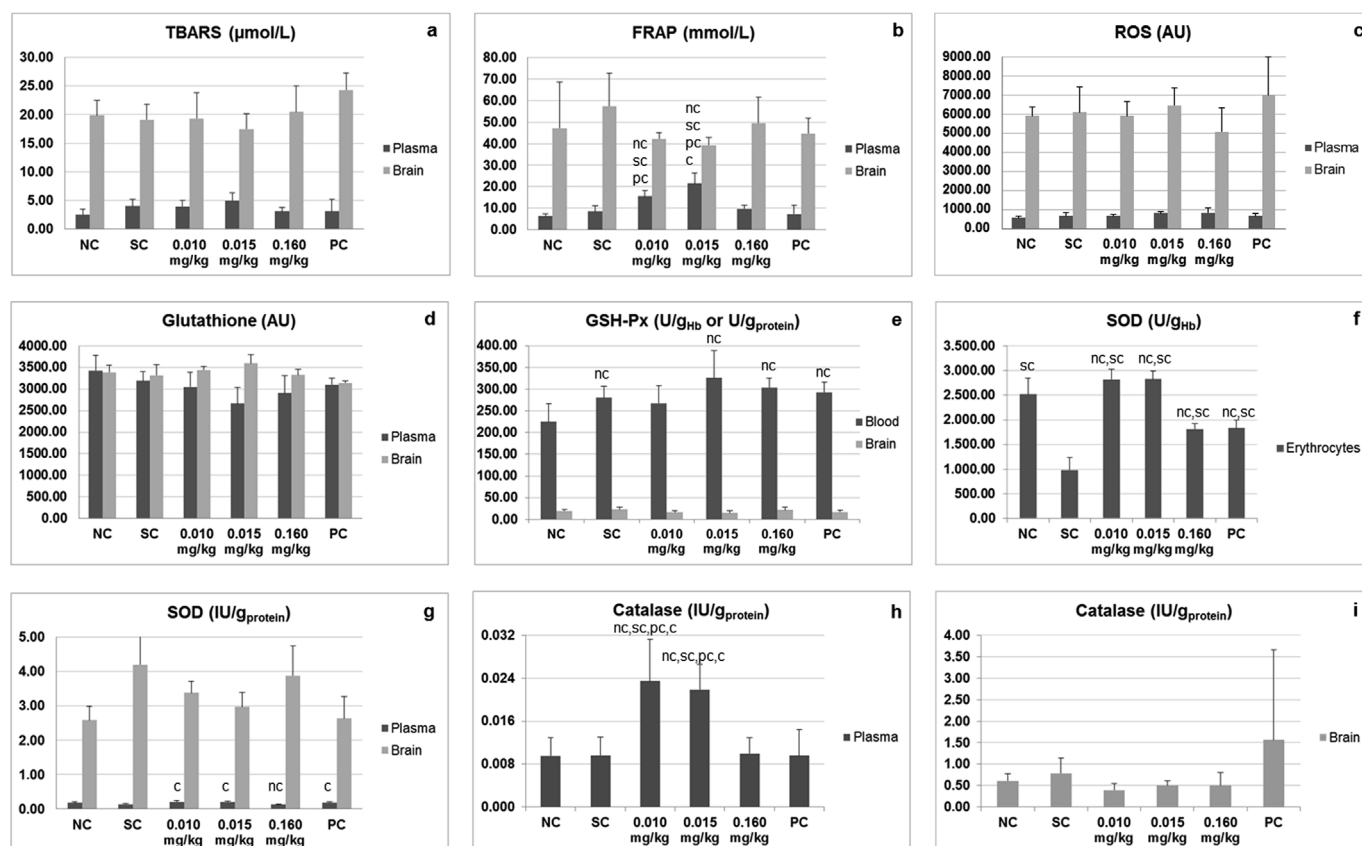 TBARS (µmol/L)
a
30.00
25.00
20.00
15.00
10.00
5.00
0.00
NC
SC
0.010
mg/kg
0.015
mg/kg
0.160
mg/kg
PC
Plasma
Brain
FRAP (mmol/L)
b
80.00
70.00
60.00
50.00
40.00
30.00
20.00
10.00
0.00
nc
sc
pc
nc
sc
pc
c
NC
SC
0.010
mg/kg
0.015
mg/kg
0.160
mg/kg
PC
Plasma
Brain
ROS (AU)
c
9000.00
8000.00
7000.00
6000.00
5000.00
4000.00
3000.00
2000.00
1000.00
0.00
NC
SC
0.010
mg/kg
0.015
mg/kg
0.160
mg/kg
PC
Plasma
Brain
Glutathione (AU)
d
4000.00
3500.00
3000.00
2500.00
2000.00
1500.00
1000.00
500.00
0.00
NC
SC
0.010
mg/kg
0.015
mg/kg
0.160
mg/kg
PC
Plasma
Brain
GSH-Px (U/gHb or U/gprotein)
e
400.00
350.00
300.00
250.00
200.00
150.00
100.00
50.00
0.00
nc
nc
nc
nc
NC
SC
0.010
mg/kg
0.015
mg/kg
0.160
mg/kg
PC
Blood
Brain
SOD (U/gHb)
f
3.500.00
3.000.00
2.500.00
2.000.00
1.500.00
1.000.00
500.00
0.00
sc
nc,sc
nc,sc
nc,sc
nc,sc
NC
SC
0.010
mg/kg
0.015
mg/kg
0.160
mg/kg
PC
Erythrocytes
SOD (IU/gprotein)
g
5.00
4.00
3.00
2.00
1.00
0.00
c
c
nc
c
NC
SC
0.010
mg/kg
0.015
mg/kg
0.160
mg/kg
PC
Plasma
Brain
Catalase (IU/gprotein)
h
0.032
0.024
0.016
0.008
0.000
nc,sc,pc,c
nc,sc,pc,c
NC
SC
0.010
mg/kg
0.015
mg/kg
0.160
mg/kg
PC
Plasma
Catalase (IU/gprotein)
i
4.00
3.50
3.00
2.50
2.00
1.50
1.00
0.50
0.00
NC
SC
0.010
mg/kg
0.015
mg/kg
0.160
mg/kg
PC
Brain